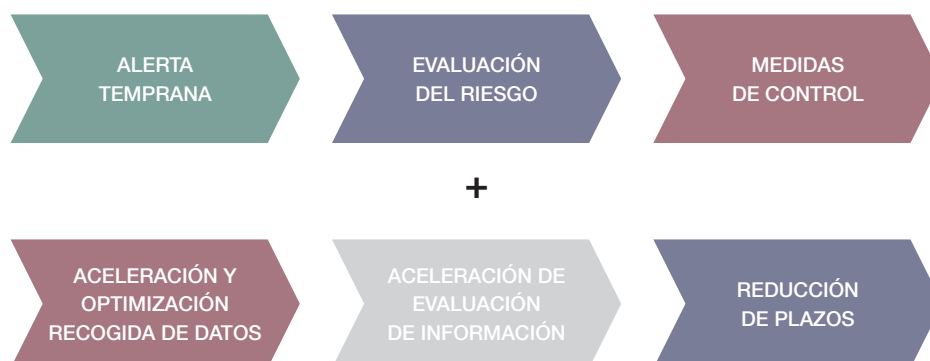 ALERTA
TEMPRANA
EVALUACIÓN
DEL RIESGO
MEDIDAS
DE CONTROL
+
ACELERACIÓN Y
OPTIMIZACIÓN
RECOGIDA DE DATOS
ACELERACIÓN DE
EVALUACIÓN
DE INFORMACIÓN
REDUCCIÓN
DE PLAZOS